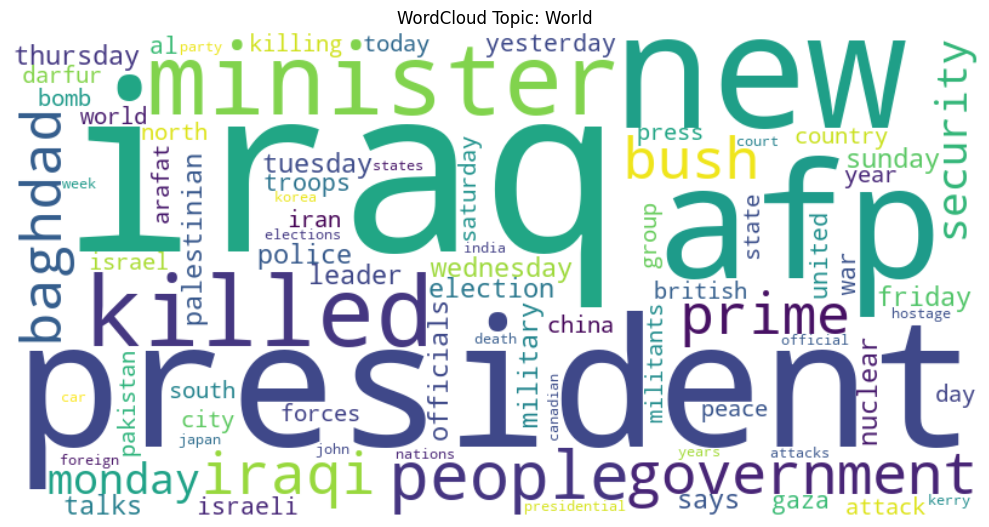 WordCloud Topic: World
thursday
al
party
killing
today
yesterday
new
minister
darfur
bomb
world
north
iraq
press
court
country
bush
security
sunday
year
baghdad
week
arafat
palestinian
tuesday
states
troops
korea
saturday
iran
elections
india
police
israel
leader
wednesday
election
afp
group
state
united
war
british
friday
hostage
killed
officials
military
china
prime
militants
official
death
canadian
nuclear
president
car
pakistan
south
city
japan
forces
john
peace
day
foreign
monday
iraqi
nations
people
years
attacks
government
talks
israeli
presidential
says
gaza
attack
kerry